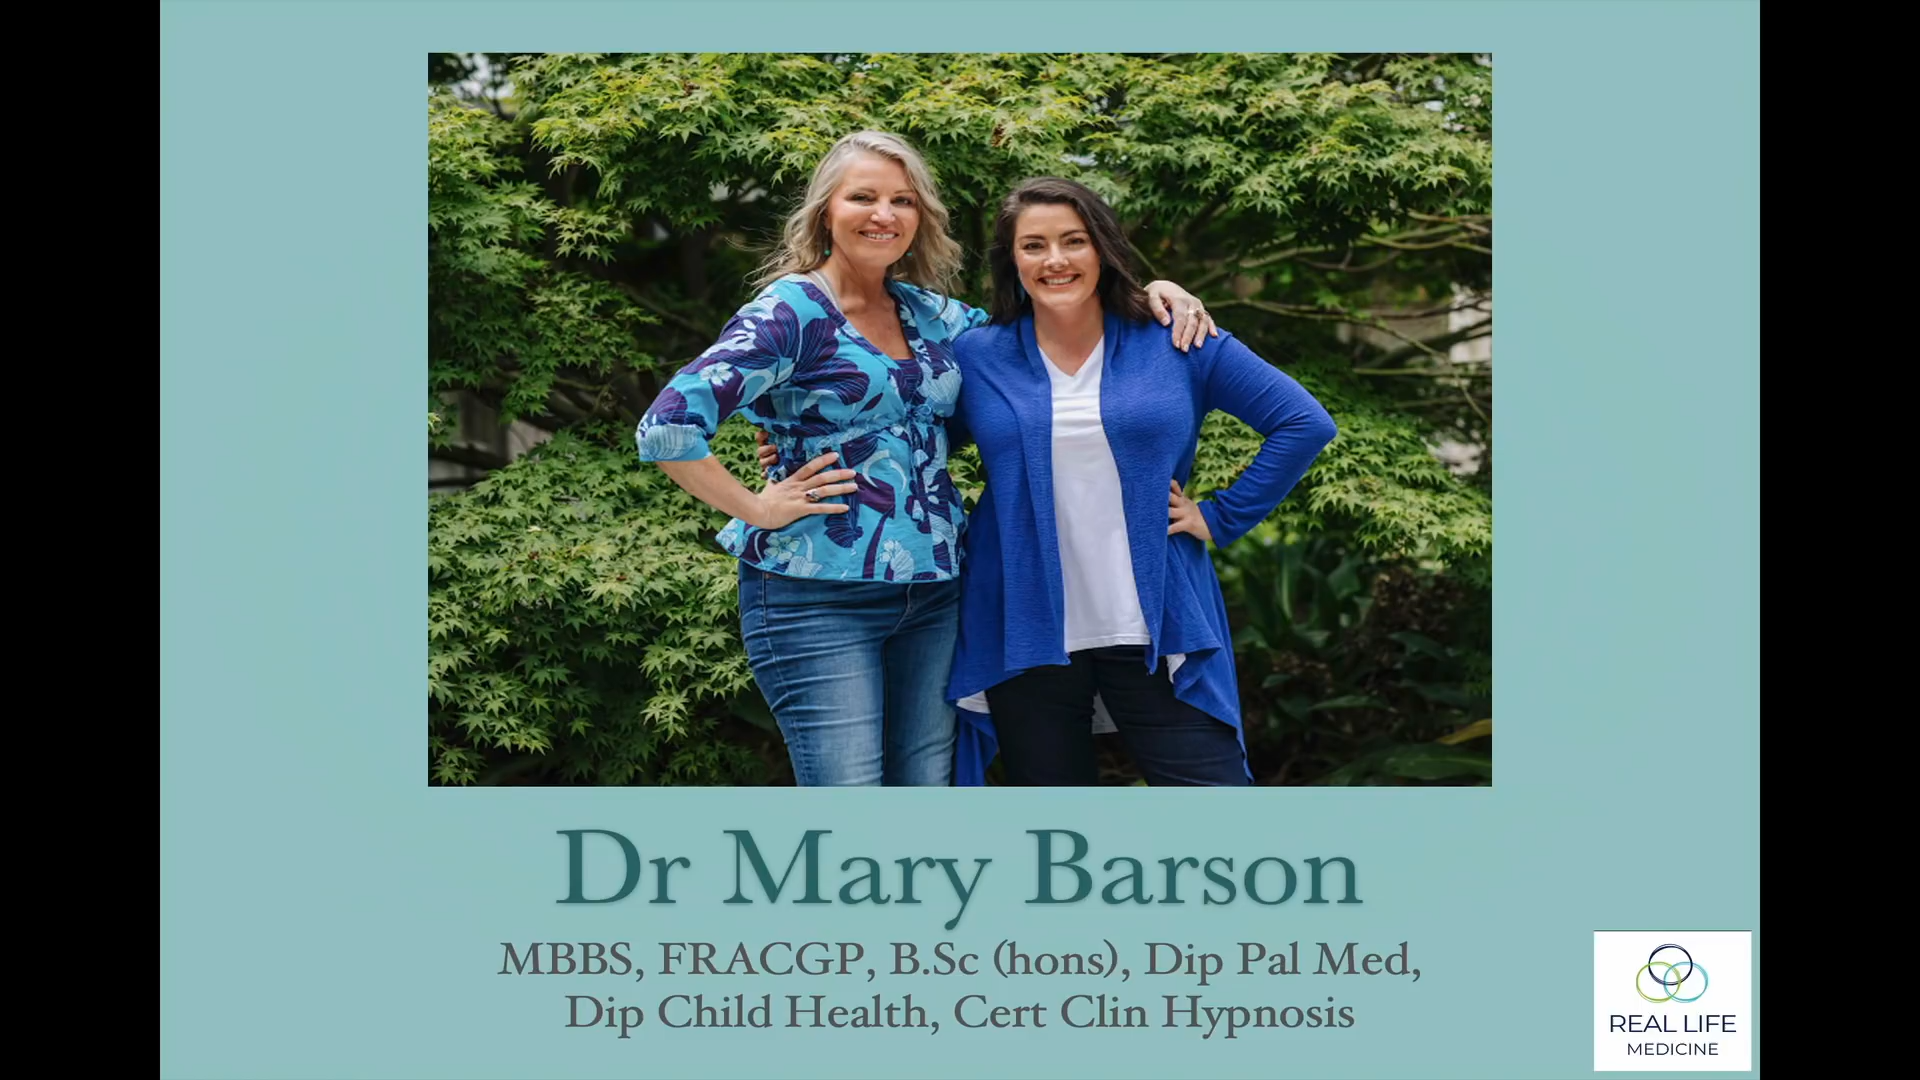 Dr Mary Barson
MBBS, FRACGP, B.Sc (hons), Dip Pal Med,
Dip Child Health, Cert Clin Hypnosis
REAL LIFE
MEDICINE